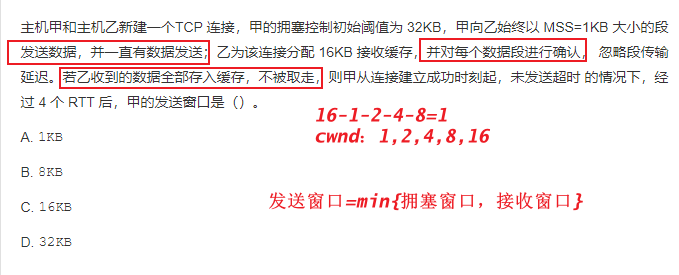 主机甲和主机乙新建一个TCP 连接，甲的拥塞控制初始阈值为 32KB，甲向乙始终以 MSS=1KB 大小的段
发送数据，并一直有数据发送；乙为该连接分配 16KB 接收缓存，并对每个数据段进行确认，忽略段传输
延迟。若乙收到的数据全部存入缓存，不被取走，则甲从连接建立成功时刻起，未发送超时 的情况下，经
过 4 个 RTT 后，甲的发送窗口是（）。
16-1-2-4-8=1
A. 1KB
cwnd：1,2,4,8,16
B. 8KB
C. 16KB
发送窗口=min{拥塞窗口，接收窗口}
D. 32KB